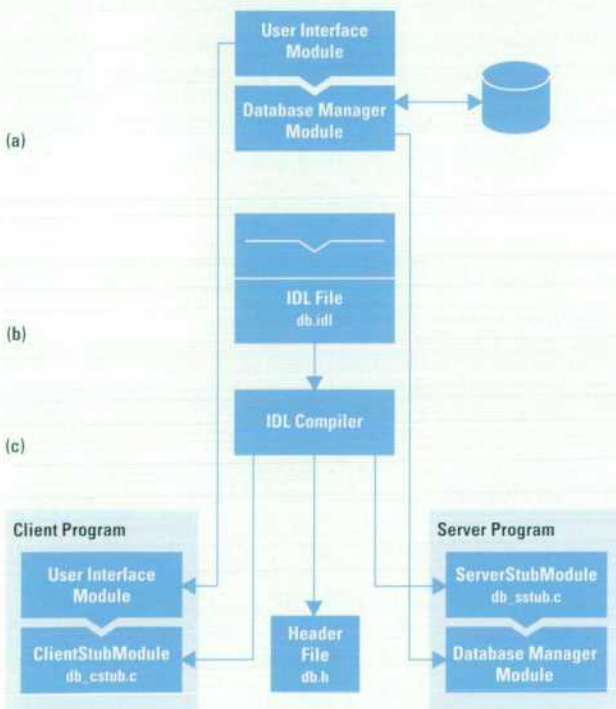 User Interface
Module
Database Manager
Module
(a)
IDL File
db.idl
(b)
IDL Compiler
(c)
Client Program
User Interface
Module
ClientStubModule
db_cstub.c
Header
File
db.h
Server Program
ServerStubModule
db_sstub.c
Database Manager
Module